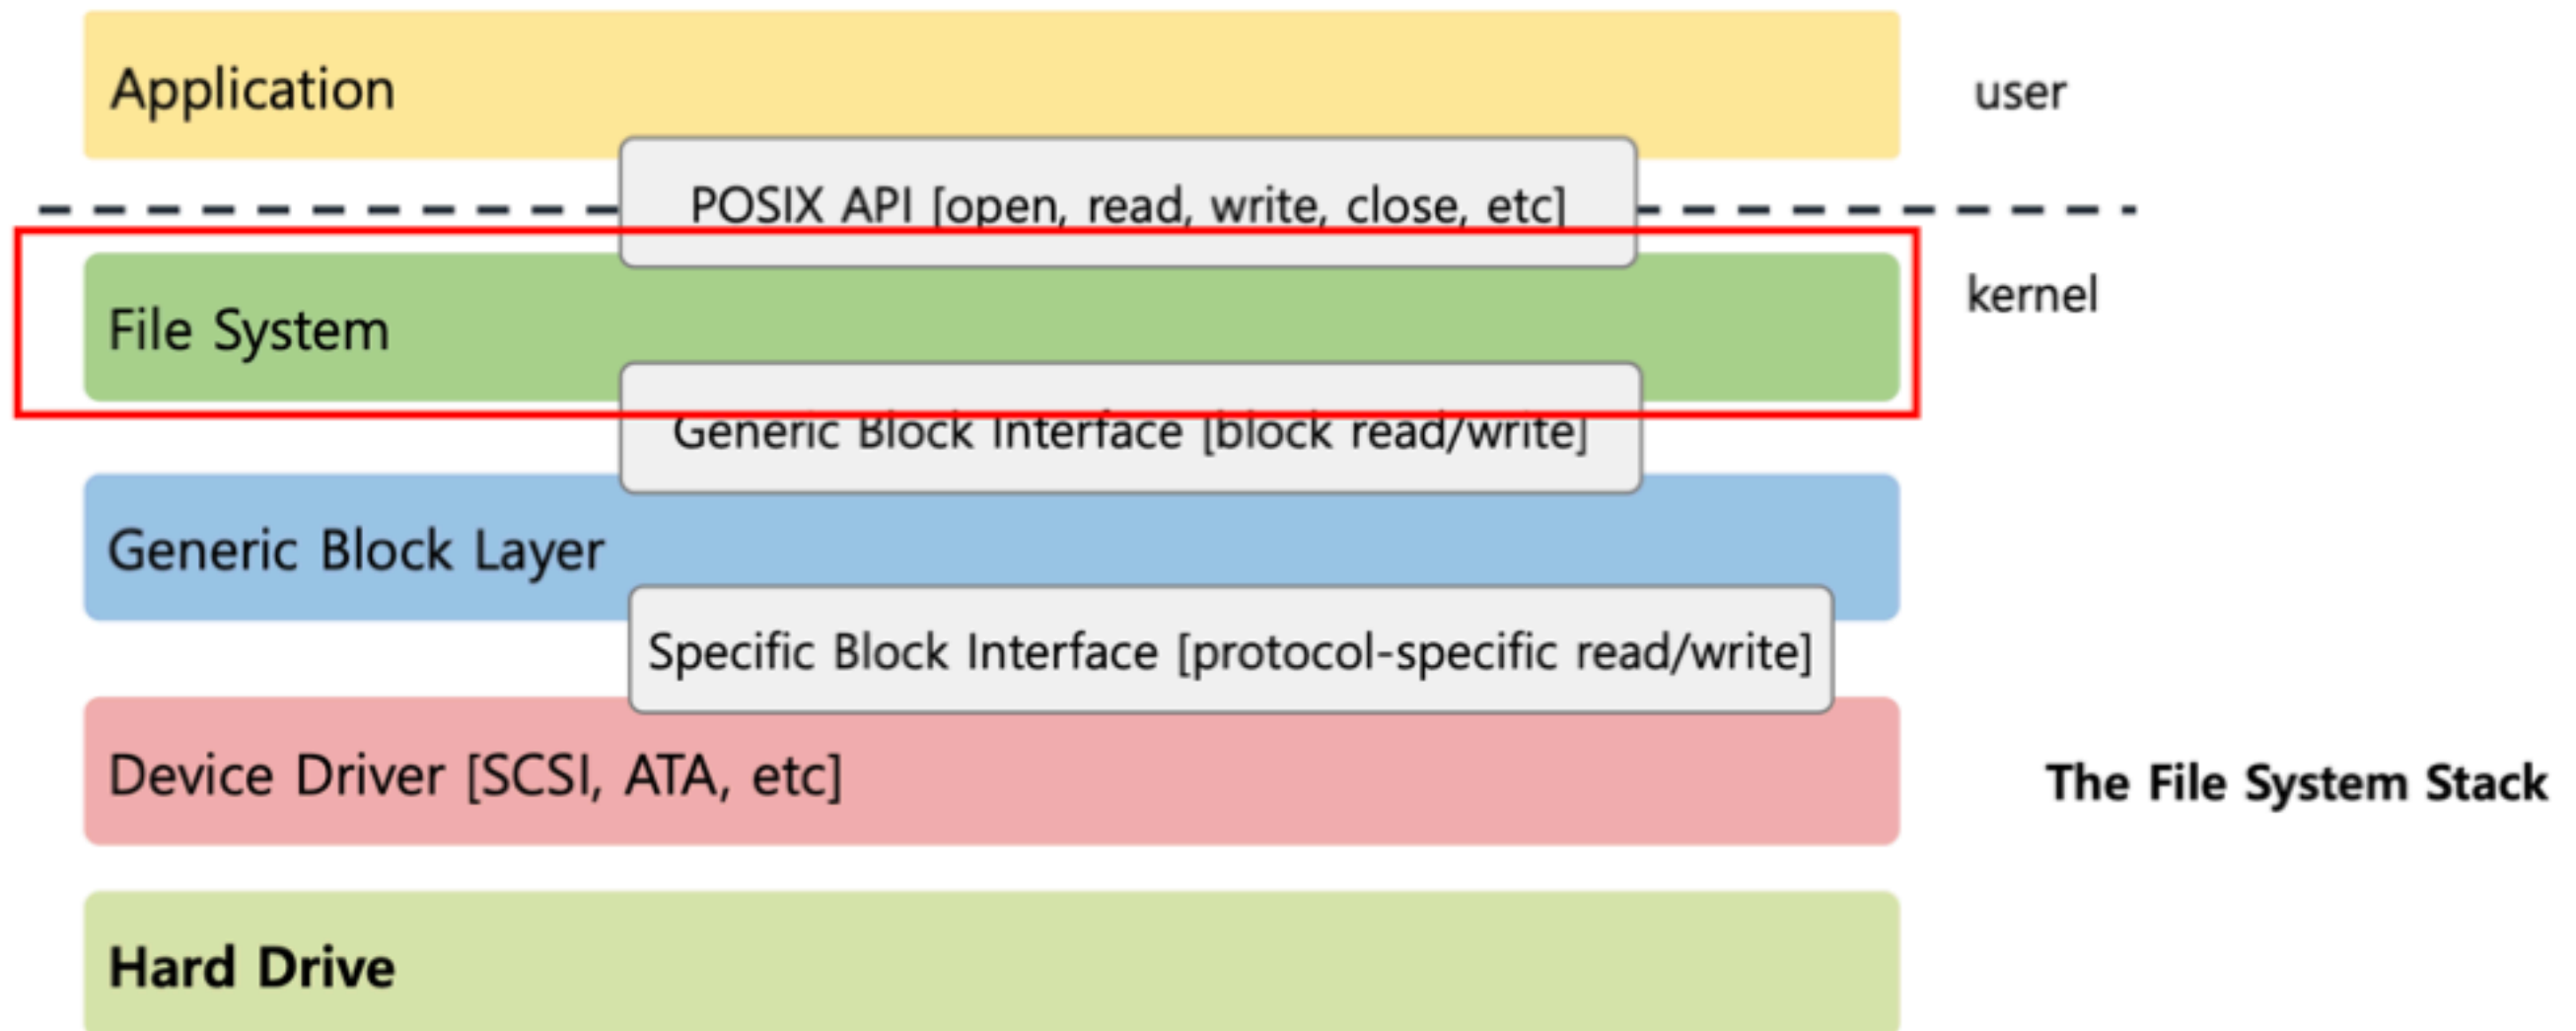 Application
user
POSIX API [open, read, write, close, etc]
File System
kernel
Generic Block Interface [block read/write]
Generic Block Layer
Specific Block Interface [protocol-specific read/write]
Device Driver [SCSI, ATA, etc]
The File System Stack
Hard Drive